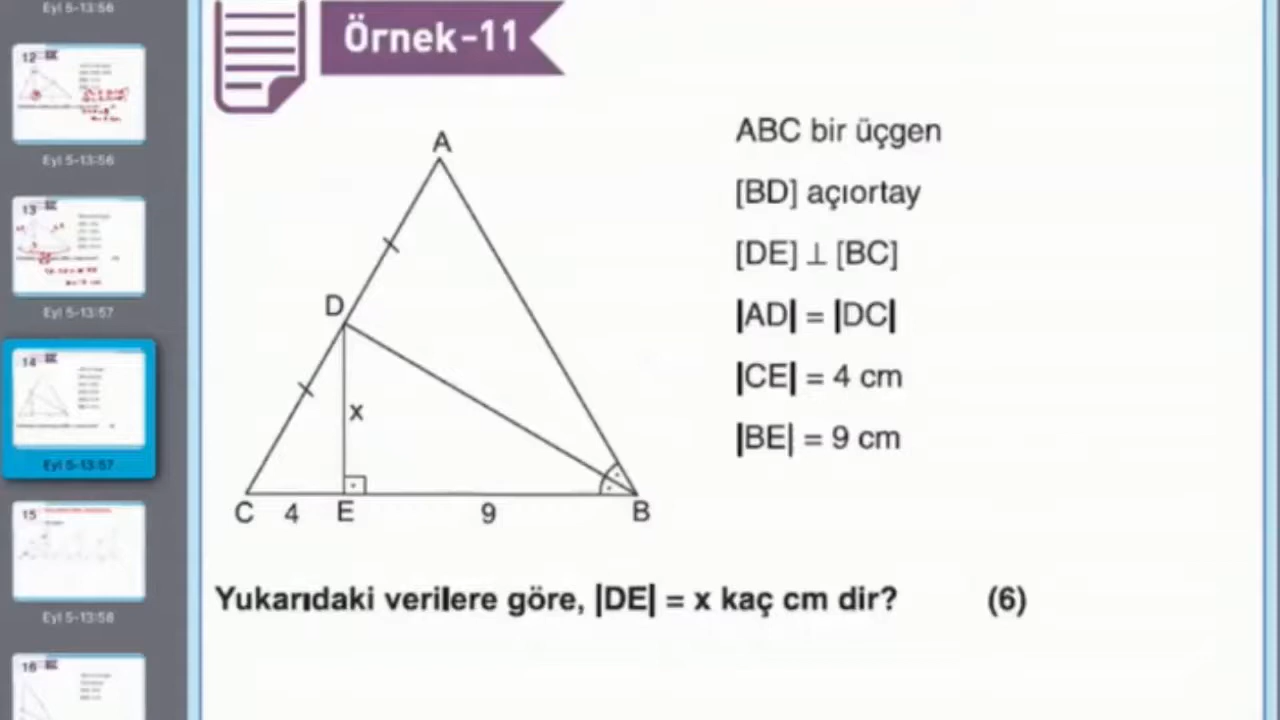 Eyl 5-13:56
12
Eyl 5-13:56
13
Eyl 5-13:57
14
Eyl 5-13:57
15
Eyl 5-13:58
16
Örnek-11
A
D
x
C 4 E 9 B
ABC bir üçgen
[BD] açıortay
[DE] ⊥ [BC]
|AD| = |DC|
|CE| = 4 cm
|BE| = 9 cm
Yukarıdaki verilere göre, |DE| = x kaç cm dir? (6)